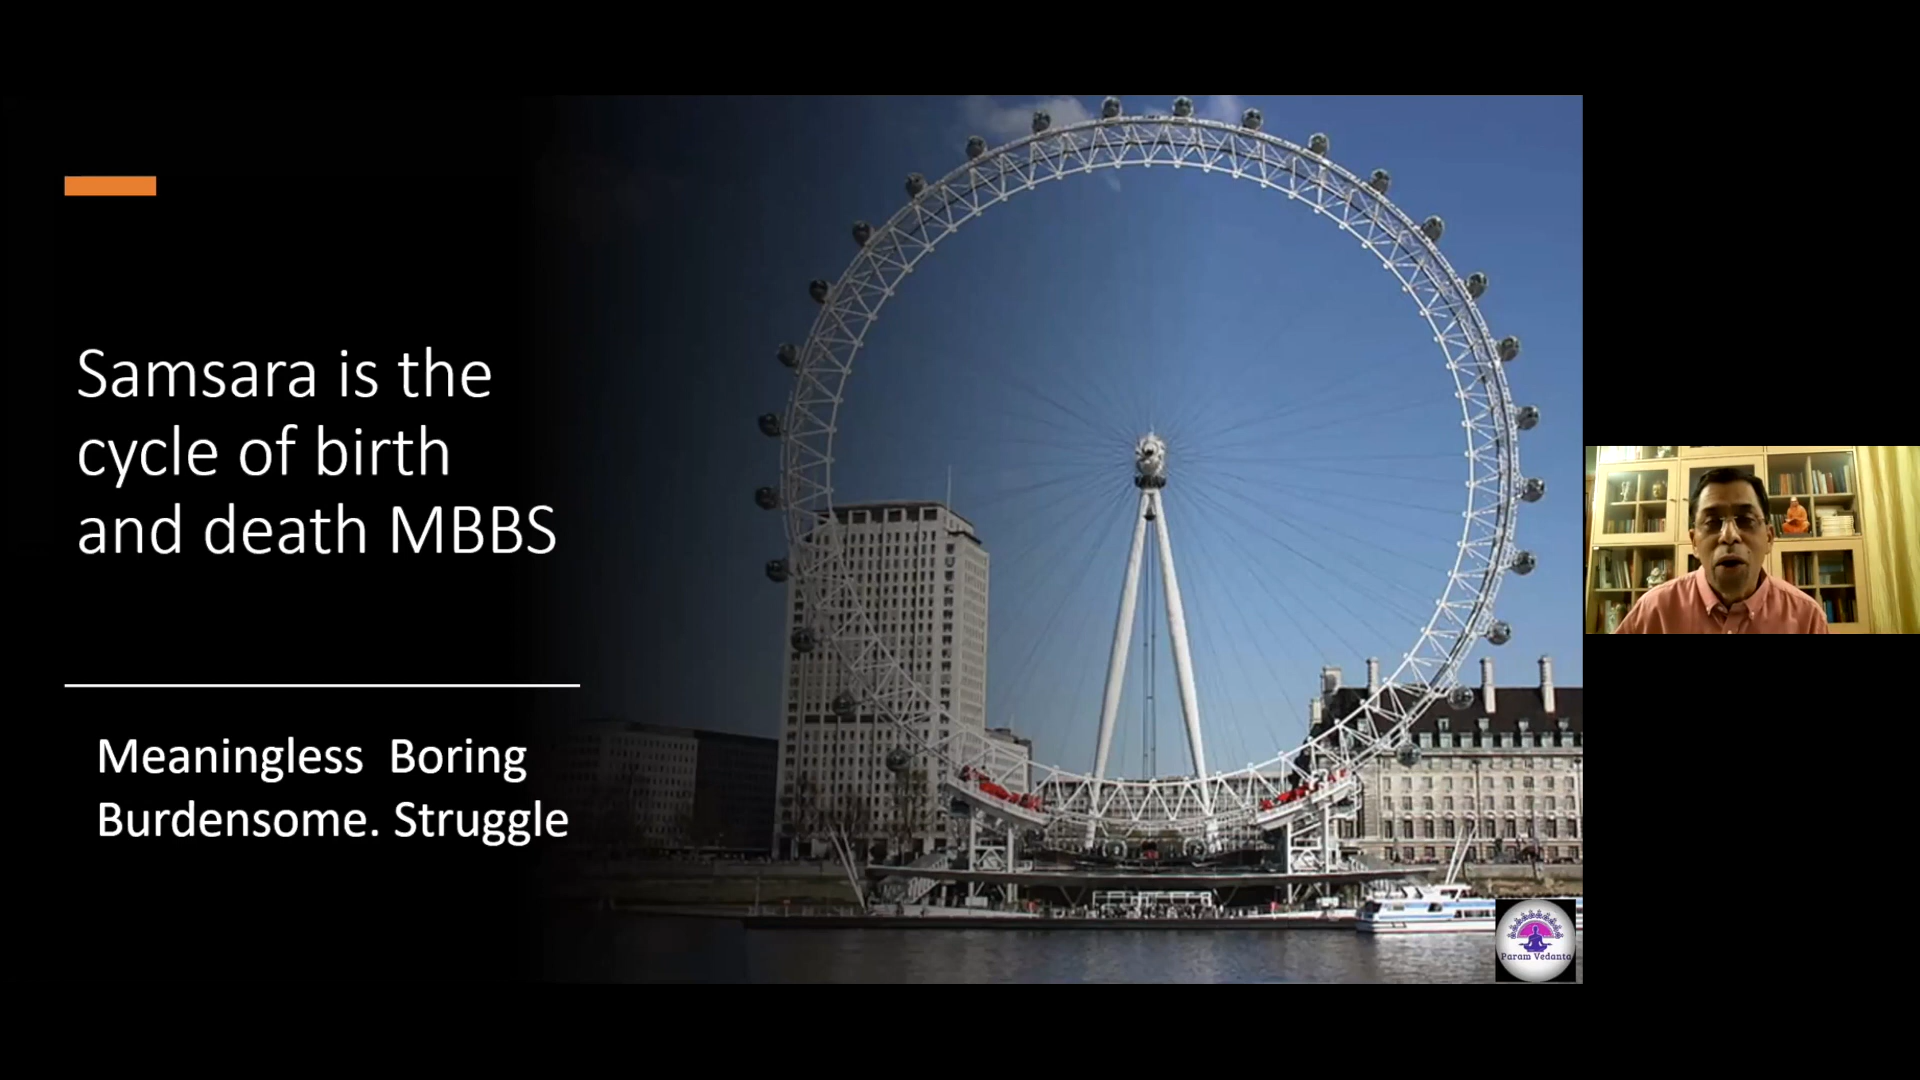 Samsara is the
cycle of birth
and death MBBS
Meaningless  Boring
Burdensome. Struggle
Param Vedanta